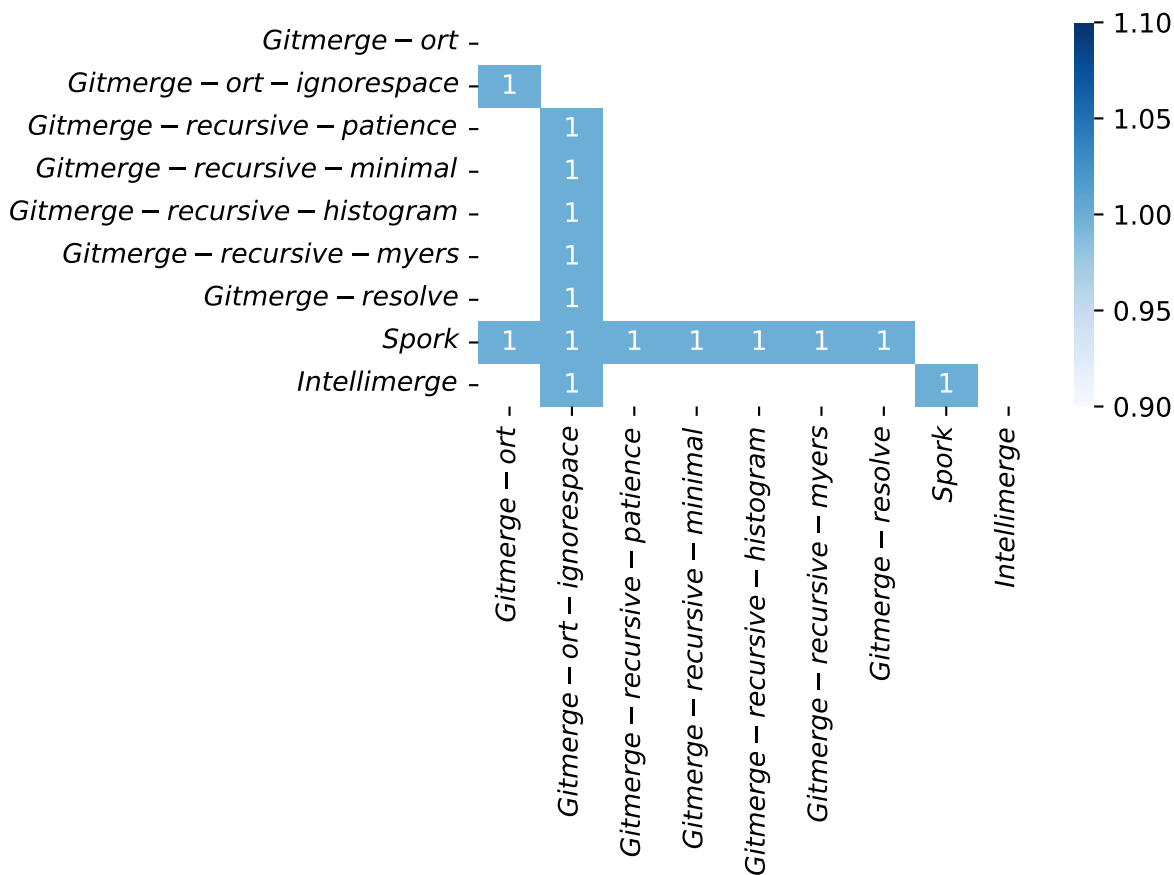 Gitmerge − ort
Gitmerge − ort − ignorespace 1
Gitmerge − recursive − patience 1
Gitmerge − recursive − minimal 1
Gitmerge − recursive − histogram 1
Gitmerge − recursive − myers 1
Gitmerge − resolve 1
Spork 1 1 1 1 1 1 1
Intellimerge 1 1
Gitmerge − ort
Gitmerge − ort − ignorespace
Gitmerge − recursive − patience
Gitmerge − recursive − minimal
Gitmerge − recursive − histogram
Gitmerge − recursive − myers
Gitmerge − resolve
Spork
Intellimerge
1.10
1.05
1.00
0.95
0.90